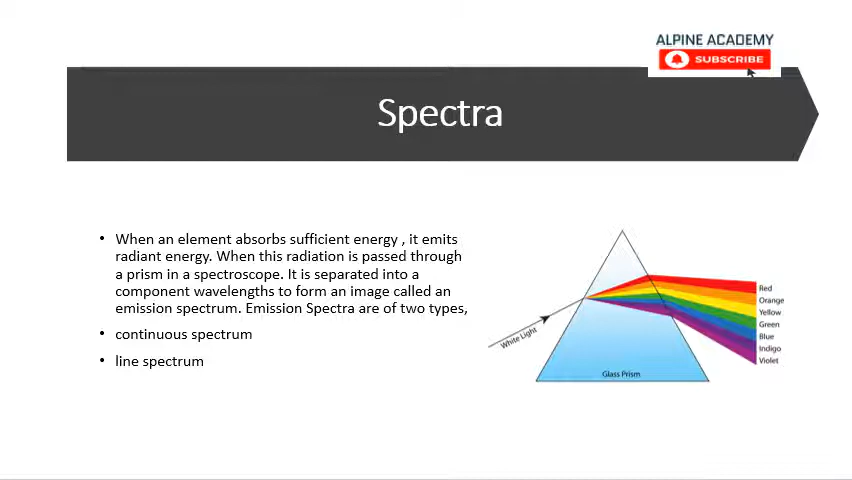 ALPINE ACADEMY
SUBSCRIBE
Spectra
• When an element absorbs sufficient energy , it emits
radiant energy. When this radiation is passed through
a prism in a spectroscope. It is separated into a
component wavelengths to form an image called an
emission spectrum. Emission Spectra are of two types,
• continuous spectrum
• line spectrum
White Light
Glass Prism
Red
Orange
Yellow
Green
Blue
Indigo
Violet